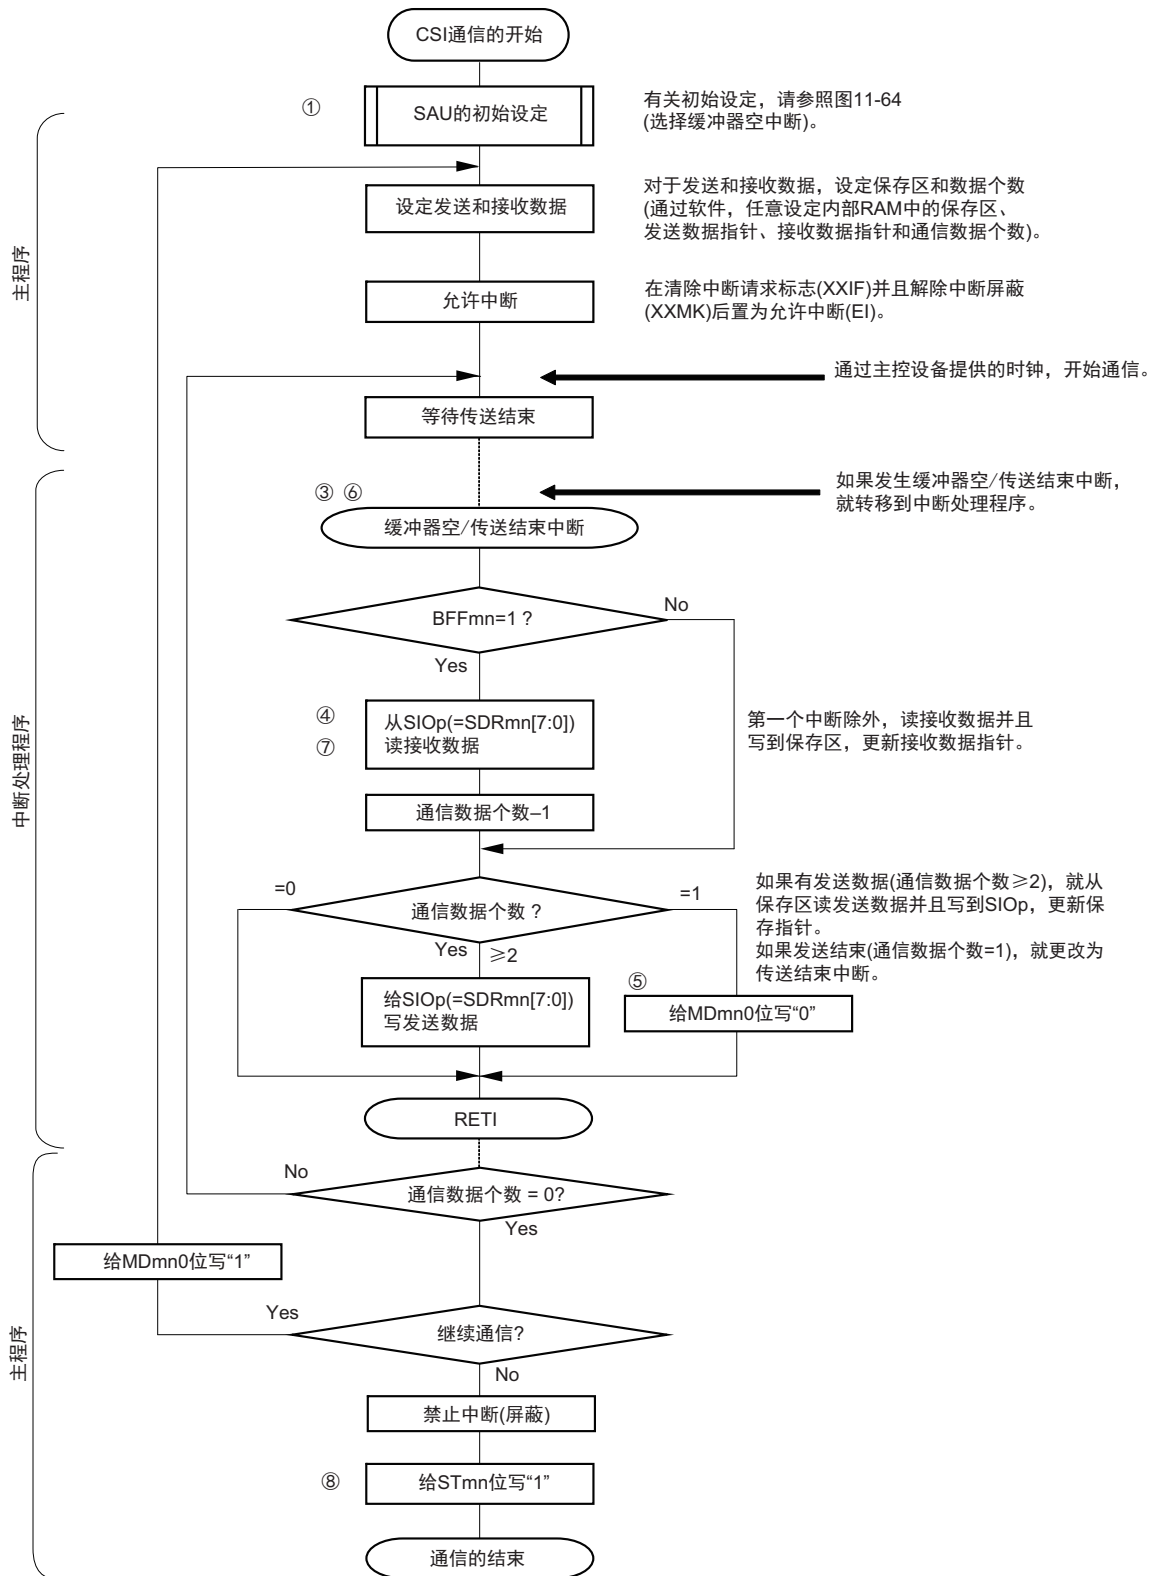 CSI通信的开始
①
SAU的初始设定
有关初始设定，请参照图11-64
(选择缓冲器空中断)。
设定发送和接收数据
对于发送和接收数据，设定保存区和数据个数
(通过软件，任意设定内部RAM中的保存区、
发送数据指针、接收数据指针和通信数据个数)。
主程序
允许中断
在清除中断请求标志(XXIF)并且解除中断屏蔽
(XXMK)后置为允许中断(EI)。
通过主控设备提供的时钟，开始通信。
等待传送结束
③ ⑥
如果发生缓冲器空/传送结束中断，
就转移到中断处理程序。
缓冲器空/传送结束中断
BFFmn=1 ?
No
Yes
④
⑦
从SIOp(=SDRmn[7:0])
读接收数据
第一个中断除外，读接收数据并且
写到保存区，更新接收数据指针。
中断处理程序
通信数据个数–1
=0
通信数据个数 ?
=1
如果有发送数据(通信数据个数≥2)，就从
保存区读发送数据并且写到SIOp，更新保
存指针。
如果发送结束(通信数据个数=1)，就更改为
传送结束中断。
Yes
≥2
给SIOp(=SDRmn[7:0])
写发送数据
⑤
给MDmn0位写“0”
RETI
No
通信数据个数 = 0?
Yes
给MDmn0位写“1”
Yes
继续通信?
No
主程序
禁止中断(屏蔽)
⑧
给STmn位写“1”
通信的结束